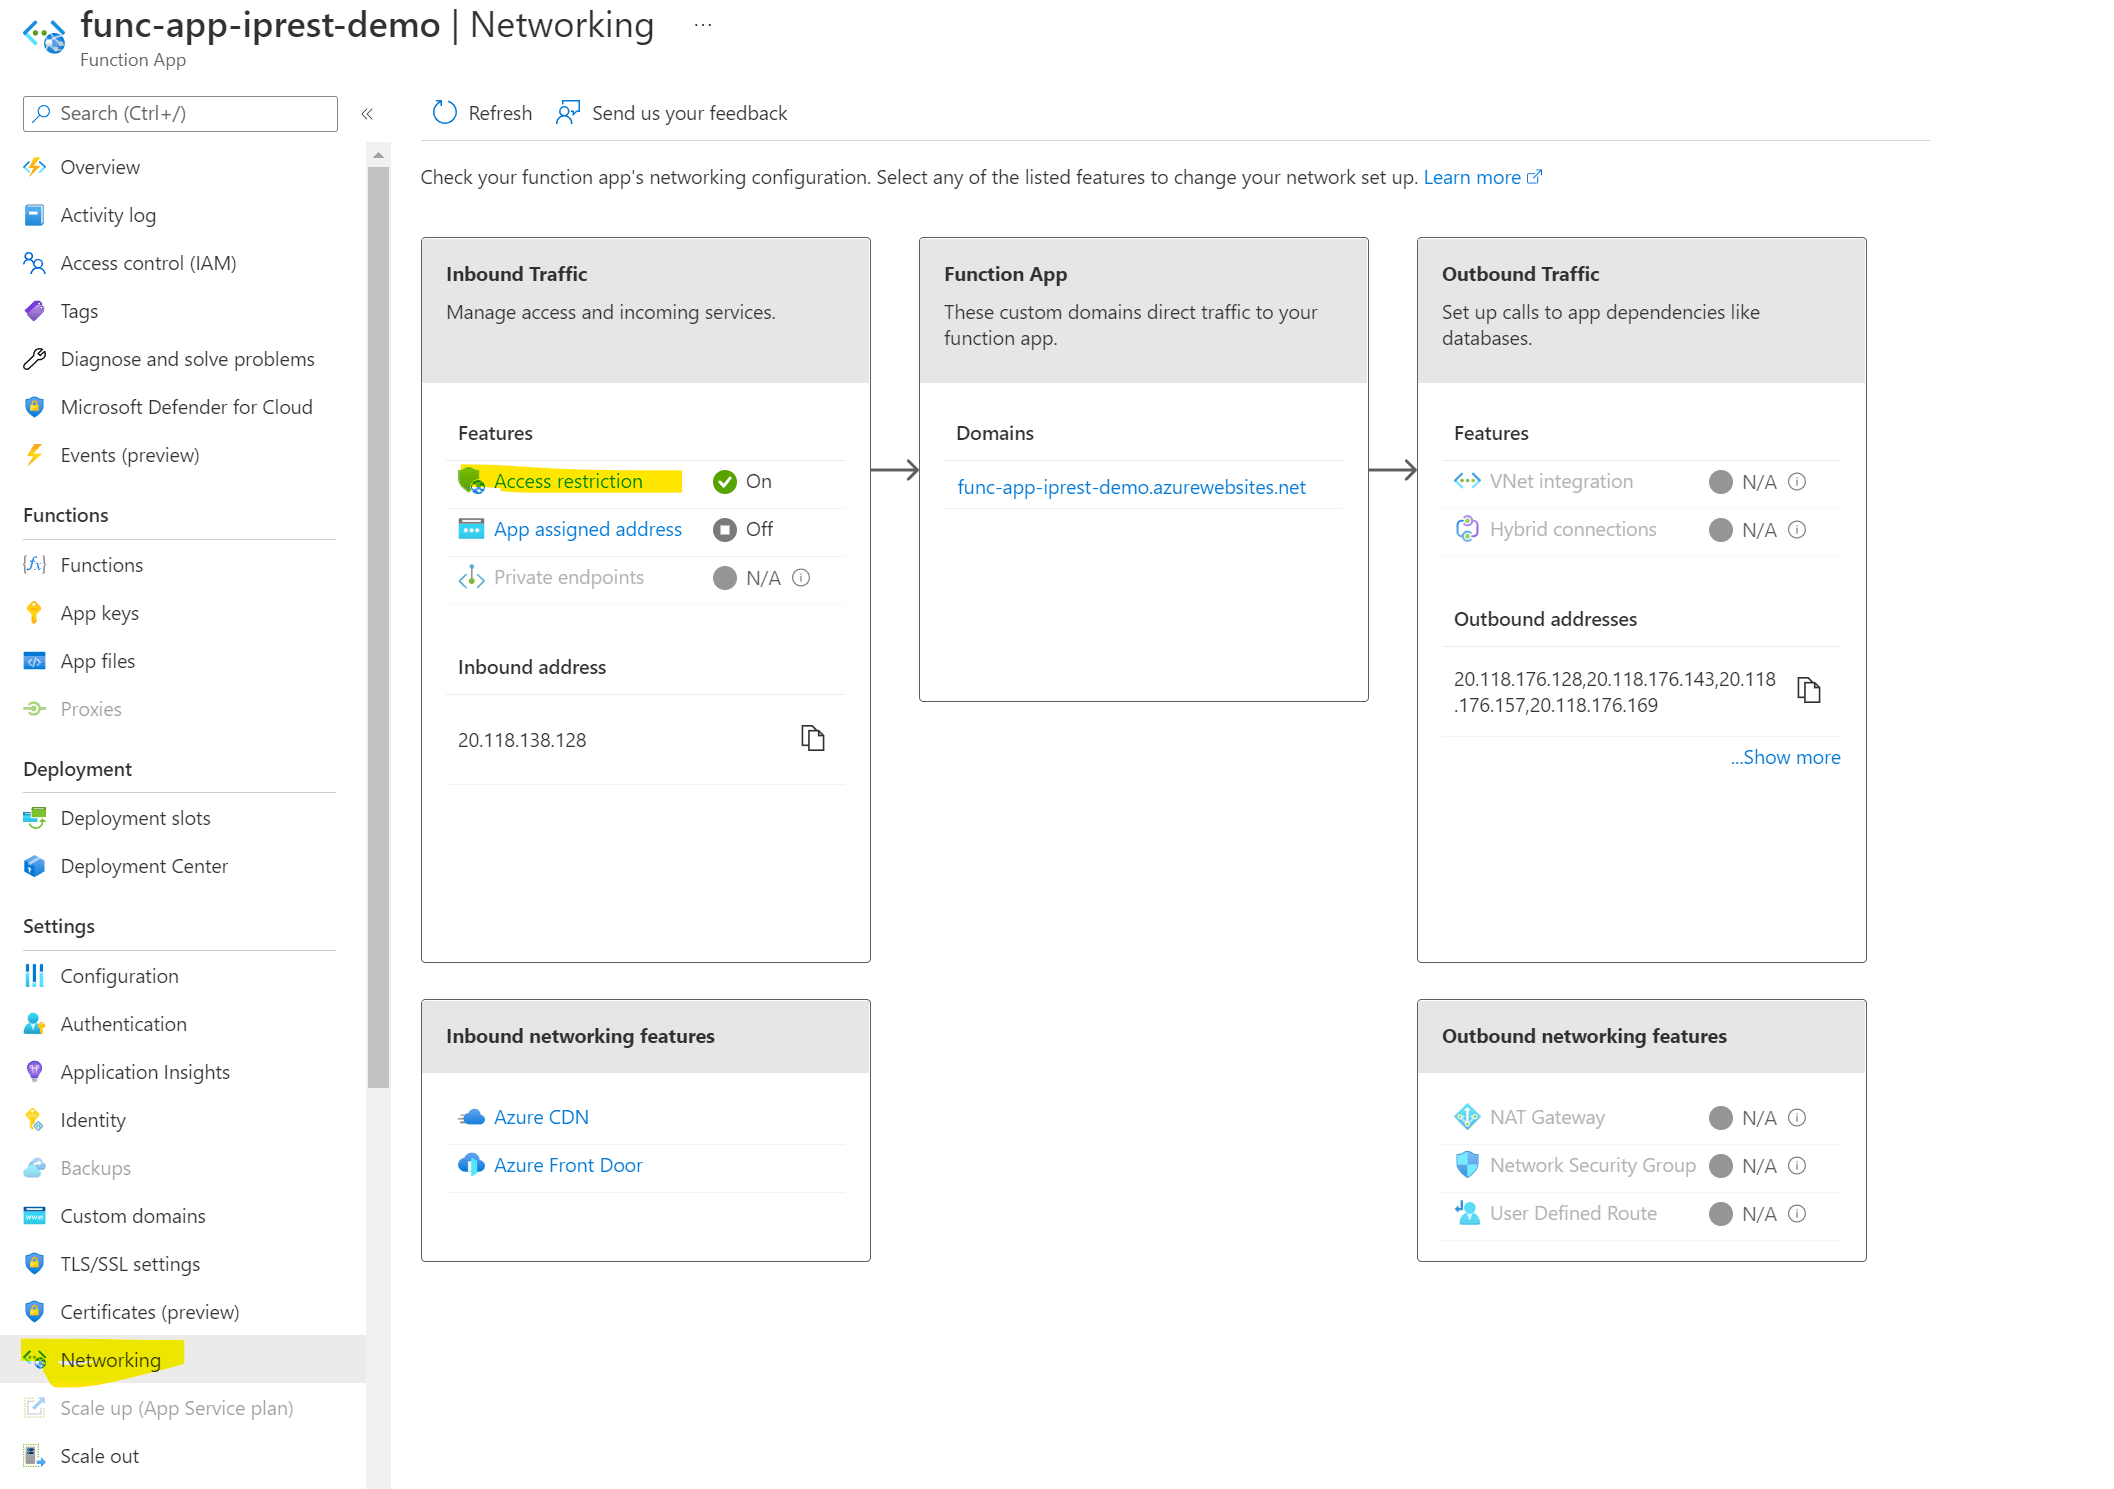 func-app-iprest-demo | Networking ...
Function App
Search (Ctrl+/)
«
Overview
Activity log
Access control (IAM)
Tags
Diagnose and solve problems
Microsoft Defender for Cloud
Events (preview)
Functions
Functions
App keys
App files
Proxies
Deployment
Deployment slots
Deployment Center
Settings
Configuration
Authentication
Application Insights
Identity
Backups
Custom domains
TLS/SSL settings
Certificates (preview)
Networking
Scale up (App Service plan)
Scale out
Refresh
Send us your feedback
Check your function app's networking configuration. Select any of the listed features to change your network set up. Learn more
Inbound Traffic
Manage access and incoming services.
Features
Access restriction On
App assigned address Off
Private endpoints N/A
Inbound address
20.118.138.128
Function App
These custom domains direct traffic to your
function app.
Domains
func-app-iprest-demo.azurewebsites.net
Outbound Traffic
Set up calls to app dependencies like
databases.
Features
VNet integration N/A
Hybrid connections N/A
Outbound addresses
20.118.176.128,20.118.176.143,20.118
.176.157,20.118.176.169
...Show more
Inbound networking features
Azure CDN
Azure Front Door
Outbound networking features
NAT Gateway N/A
Network Security Group N/A
User Defined Route N/A